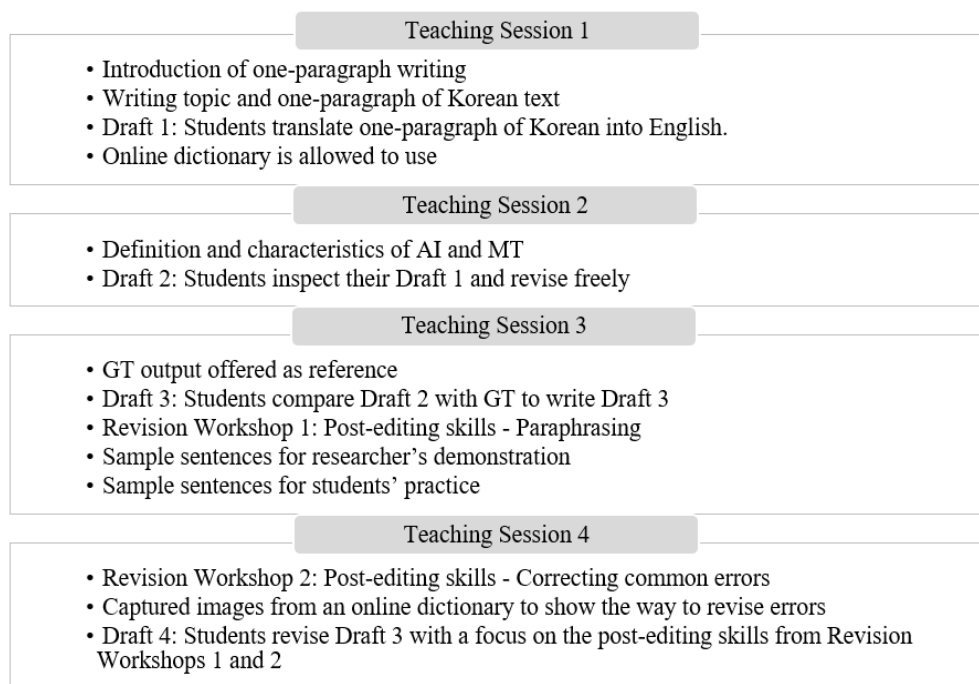 Teaching Session 1
• Introduction of one-paragraph writing
• Writing topic and one-paragraph of Korean text
• Draft 1: Students translate one-paragraph of Korean into English.
• Online dictionary is allowed to use
Teaching Session 2
• Definition and characteristics of AI and MT
• Draft 2: Students inspect their Draft 1 and revise freely
Teaching Session 3
• GT output offered as reference
• Draft 3: Students compare Draft 2 with GT to write Draft 3
• Revision Workshop 1: Post-editing skills - Paraphrasing
• Sample sentences for researcher’s demonstration
• Sample sentences for students’ practice
Teaching Session 4
• Revision Workshop 2: Post-editing skills - Correcting common errors
• Captured images from an online dictionary to show the way to revise errors
• Draft 4: Students revise Draft 3 with a focus on the post-editing skills from Revision
Workshops 1 and 2